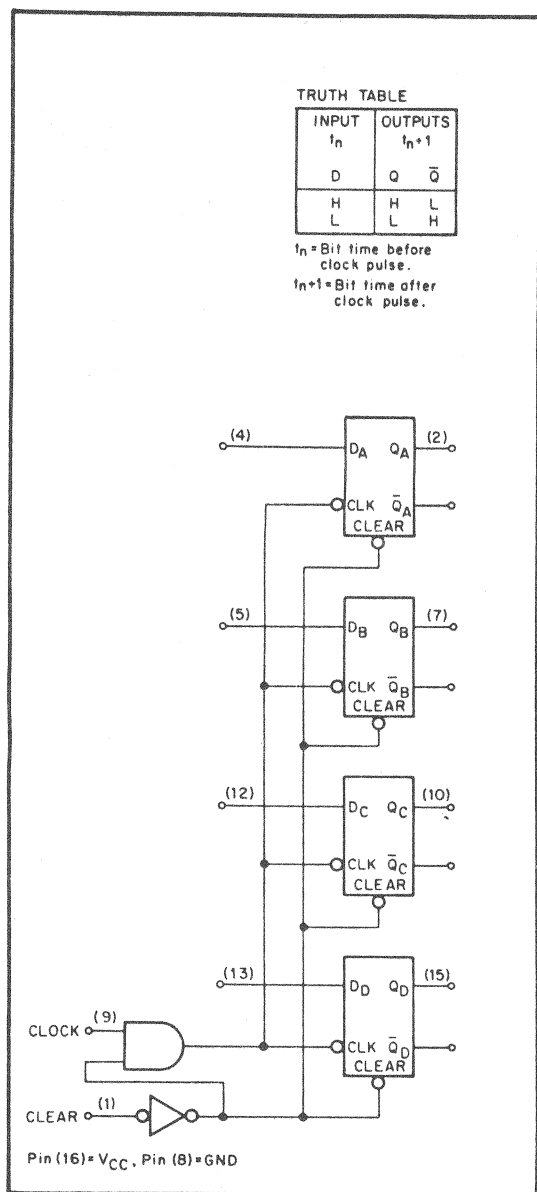 TRUTH TABLE
INPUT OUTPUTS
tn tn+1
D Q Q̅
H H L
L L H
tn=Bit time before
clock pulse.
tn+1=Bit time after
clock pulse.
(4) DA QA (2)
CLK Q̅A
CLEAR
(5) DB QB (7)
CLK Q̅B
CLEAR
(12) DC QC (10)
CLK Q̅C
CLEAR
(13) DD QD (15)
CLOCK (9)
CLK Q̅D
CLEAR
CLEAR (1)
Pin (16)=VCC, Pin (8)=GND